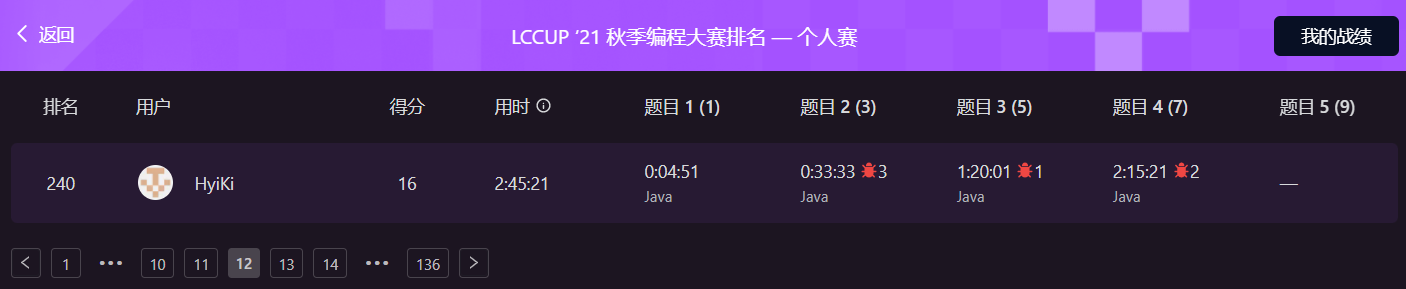 返回
LCCUP ‘21 秋季编程大赛排名 — 个人赛
我的战绩
排名 用户 得分 用时 题目 1 (1) 题目 2 (3) 题目 3 (5) 题目 4 (7) 题目 5 (9)
240 HyiKi 16 2:45:21 0:04:51 0:33:33 3 1:20:01 1 2:15:21 2 —
Java Java Java Java
1 ••• 10 11 12 13 14 ••• 136